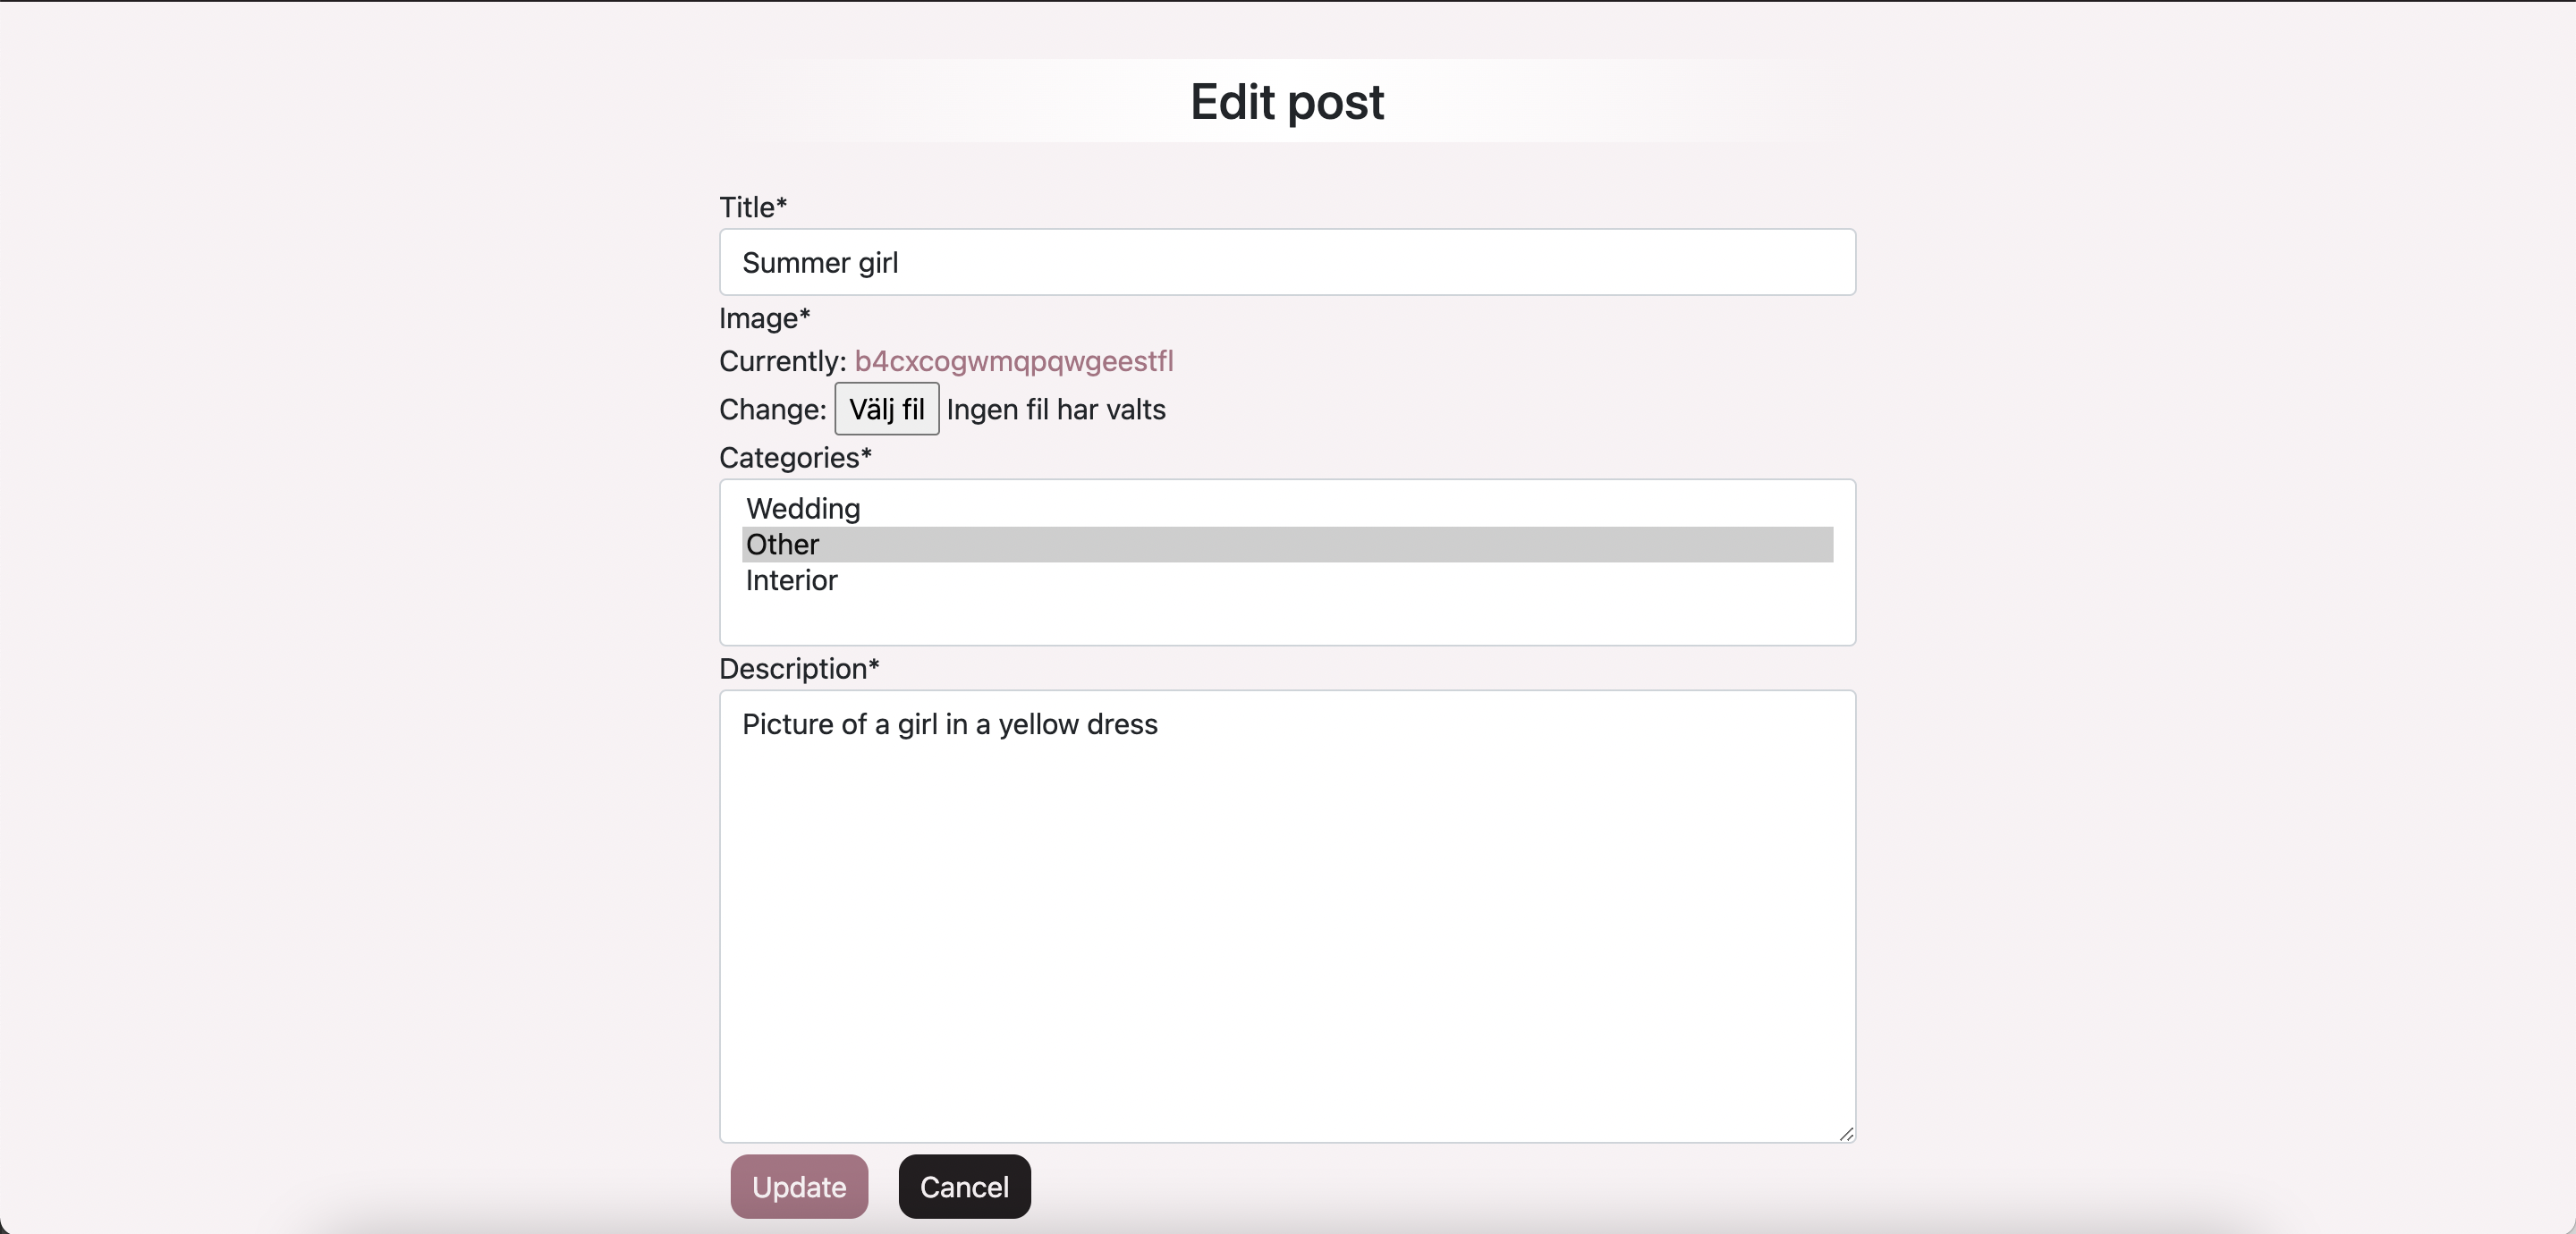 Edit post
Title*
Summer girl
Image*
Currently: b4cxcogwmqpqwgeestfl
Change: Välj fil Ingen fil har valts
Categories*
Wedding
Other
Interior
Description*
Picture of a girl in a yellow dress
Update Cancel